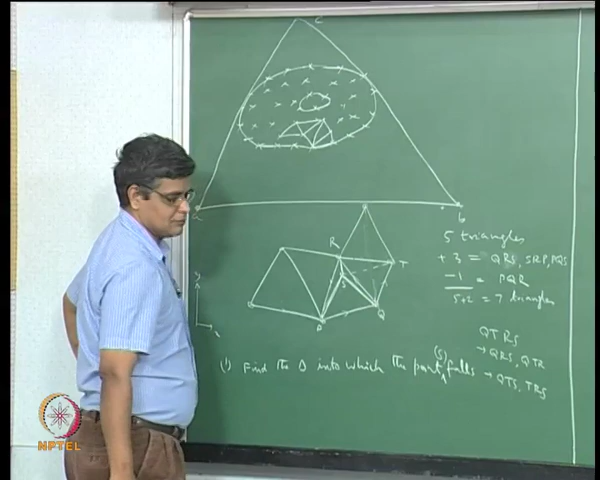 C
b
R
T
S
P
Q
y
x
5 triangles
+ 3 = QRS, SRP, PQS
-1 = PQR
5+2 = 7 triangles
QTRS
→ QRS, QTR
→ QTS, TRS
(1) Find the Δ into which the point (S) falls
NPTEL